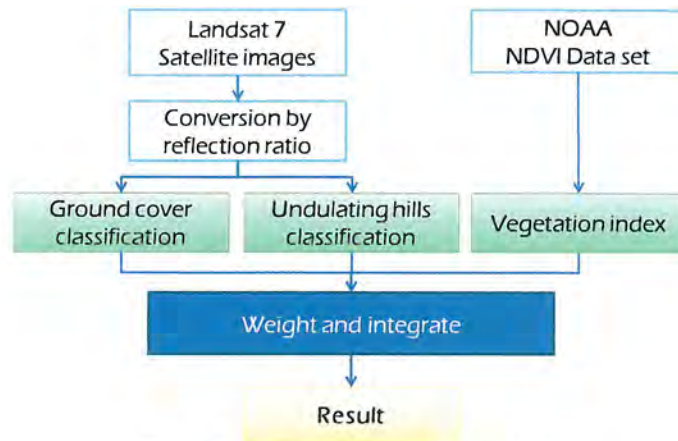 Landsat 7
Satellite images
NOAA
NDVI Data set
Conversion by
reflection ratio
Ground cover
classification
Undulating hills
classification
Vegetation index
Weight and integrate
Result